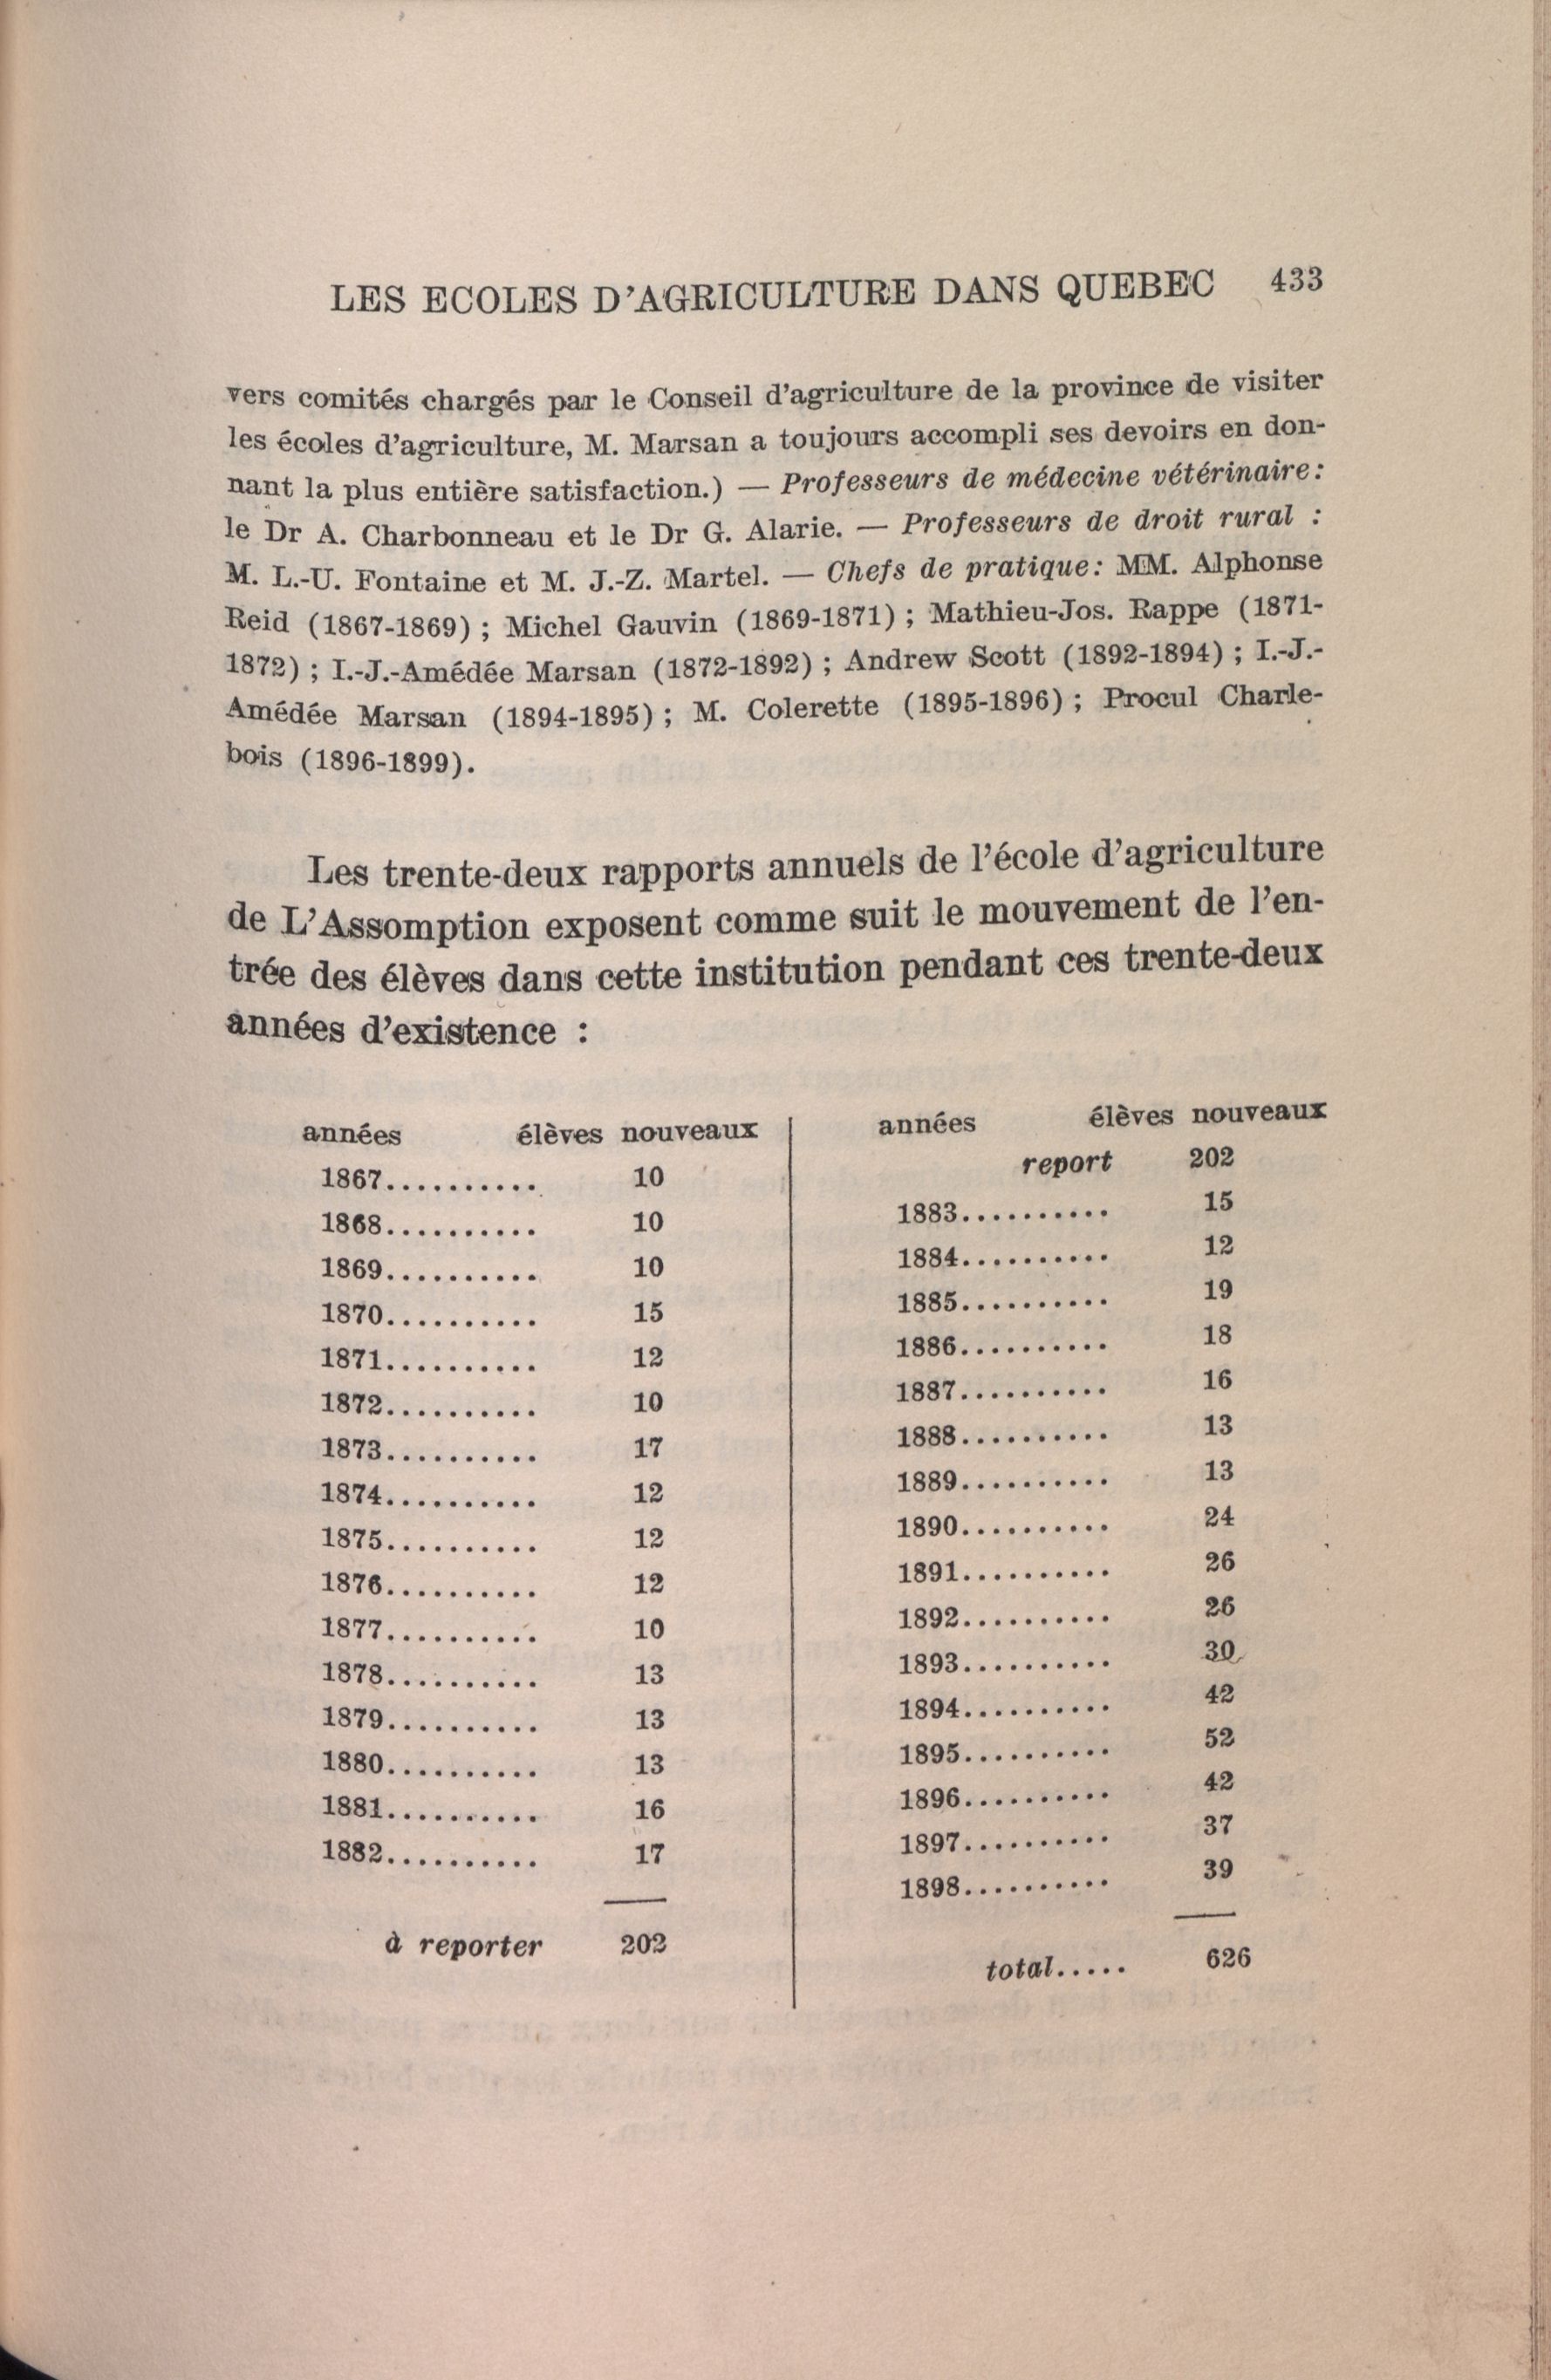 LES ECOLES D'AGRICULTURE DANS QUEBEC 433
vers comités chargés par le Conseil d'agriculture de la province de visiter
les écoles d'agriculture, M. Marsan a toujours accompli ses devoirs en don-
nant la plus entière satisfaction.) — Professeurs de médecine vétérinaire:
le Dr A. Charbonneau et le Dr G. Alarie. — Professeurs de droit rural :
M. L.-U. Fontaine et M. J.-Z. Martel. — Chefs de pratique: MM. Alphonse
Reid (1867-1869) ; Michel Gauvin (1869-1871) ; Mathieu-Jos. Rappe (1871-
1872) ; I.-J.-Amédée Marsan (1872-1892) ; Andrew Scott (1892-1894) ; I.-J.-
Amédée Marsan (1894-1895) ; M. Colerette (1895-1896) ; Procul Charle-
bois (1896-1899).
Les trente-deux rapports annuels de l'école d'agriculture
de L'Assomption exposent comme suit le mouvement de l'en-
trée des élèves dans cette institution pendant ces trente-deux
années d'existence :
années élèves nouveaux
1867.......... 10
1868.......... 10
1869.......... 10
1870.......... 15
1871.......... 12
1872.......... 10
1873.......... 17
1874.......... 12
1875.......... 12
1876.......... 12
1877.......... 10
1878.......... 13
1879.......... 13
1880.......... 13
1881.......... 16
1882.......... 17
à reporter 202
années élèves nouveaux
report 202
1883.......... 15
1884.......... 12
1885.......... 19
1886.......... 18
1887.......... 16
1888.......... 13
1889.......... 13
1890.......... 24
1891.......... 26
1892.......... 26
1893.......... 30
1894.......... 42
1895.......... 52
1896.......... 42
1897.......... 37
1898.......... 39
total..... 626